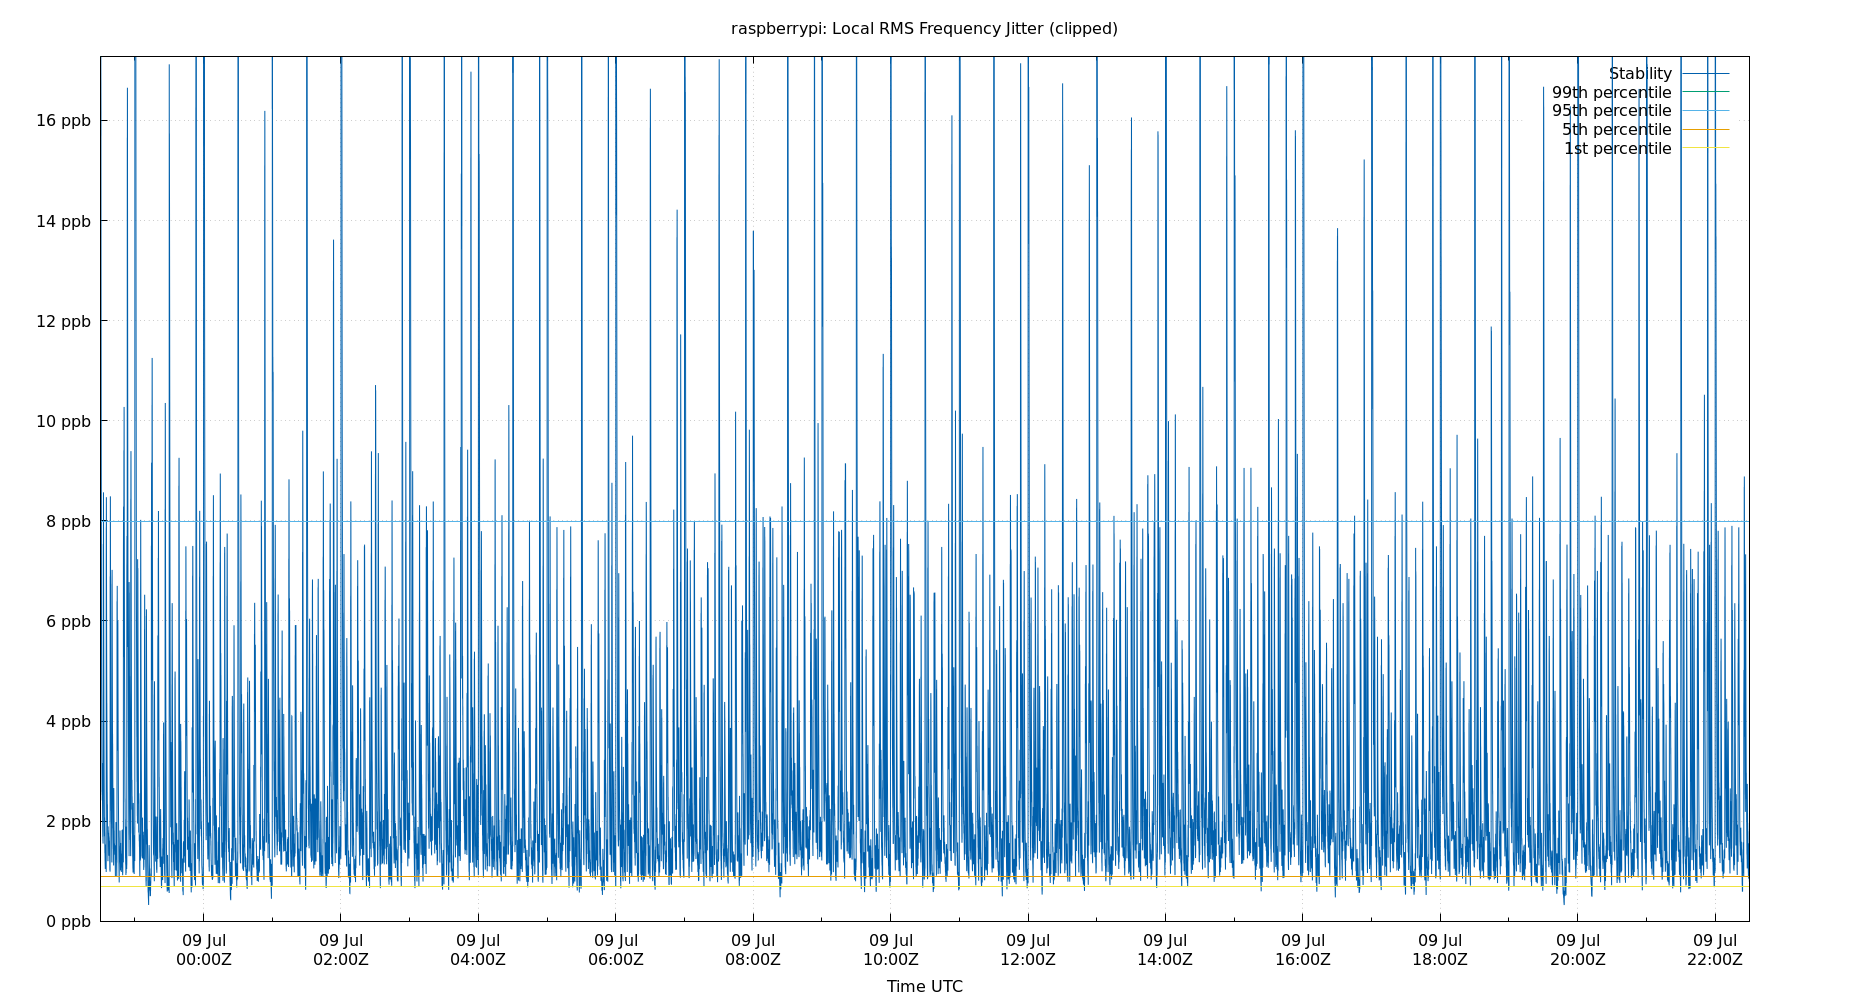 raspberrypi: Local RMS Frequency Jitter (clipped)
Stability
99th percentile
95th percentile
5th percentile
1st percentile
16 ppb
14 ppb
12 ppb
10 ppb
8 ppb
6 ppb
4 ppb
2 ppb
0 ppb
09 Jul 09 Jul 09 Jul 09 Jul 09 Jul 09 Jul 09 Jul 09 Jul 09 Jul 09 Jul 09 Jul 09 Jul
00:00Z 02:00Z 04:00Z 06:00Z 08:00Z 10:00Z 12:00Z 14:00Z 16:00Z 18:00Z 20:00Z 22:00Z
Time UTC